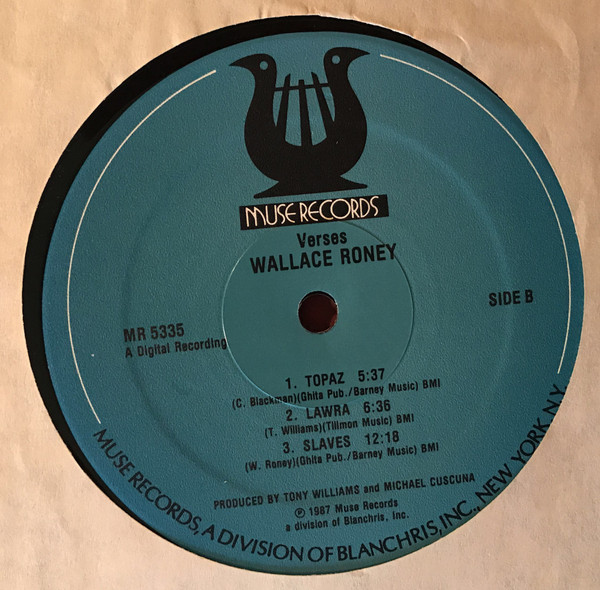 MUSE RECORDS
Verses
WALLACE RONEY
MR 5335
A Digital Recording
SIDE B
1. TOPAZ 5:37
(C. Blackman)(Ghita Pub./Barney Music) BMI
2. LAWRA 6:36
(T. Williams)(Tillmon Music) BMI
3. SLAVES 12:18
(W. Roney)(Ghita Pub./Barney Music) BMI
PRODUCED BY TONY WILLIAMS and MICHAEL CUSCUNA
℗ 1987 Muse Records
a division of Blanchris, Inc.
MUSE RECORDS, A DIVISION OF BLANCHRIS, INC., NEW YORK, N.Y.